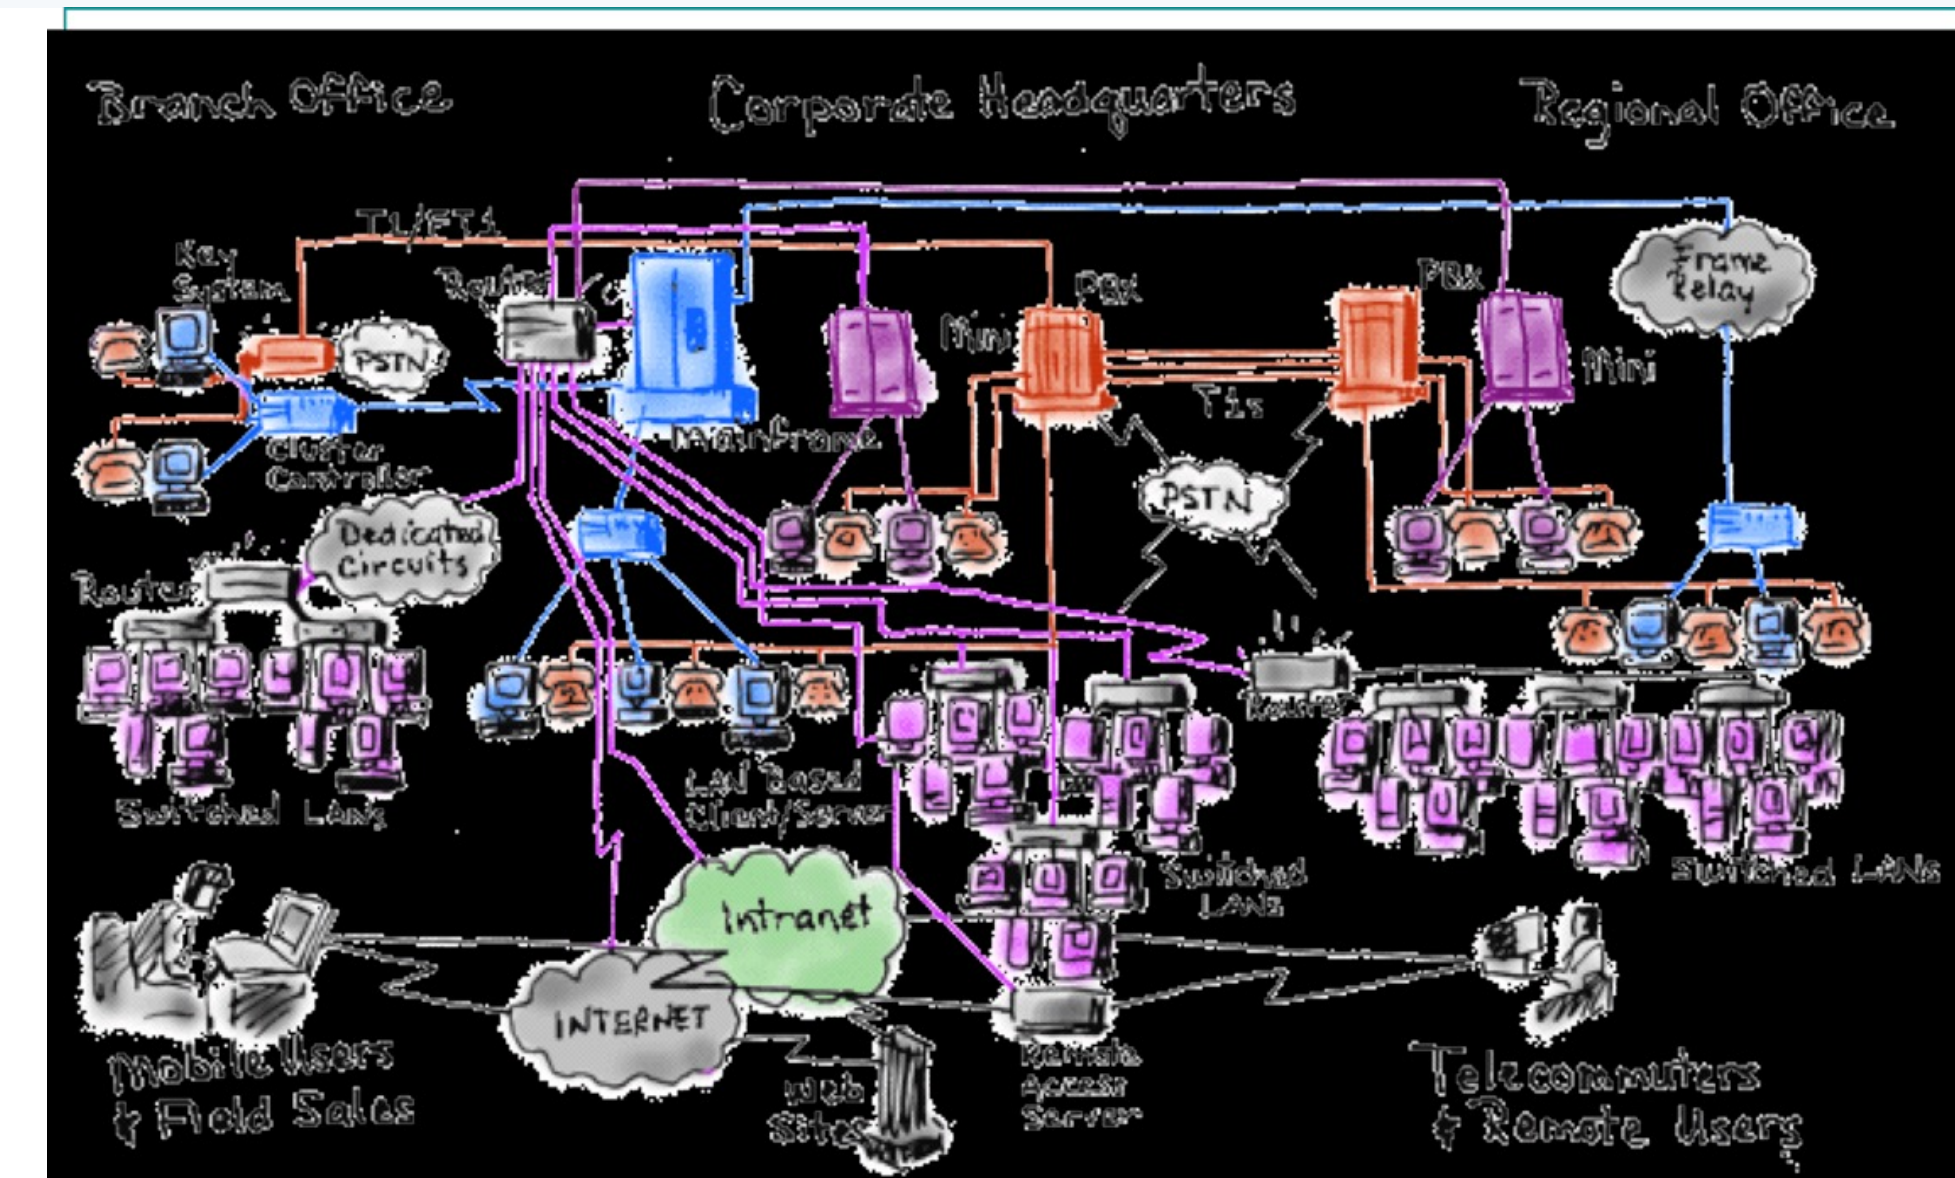 Branch Office
Corporate Headquarters
Regional Office
T1/FT1
Key
System
Router
PBX
PBX
Frame
Relay
PSTN
Mini
Mini
T1s
Mainframe
Cluster
Controller
PSTN
Dedicated
Circuits
Router
Router
LAN Based
Client/Server
Switched LANs
Switched
LANs
Switched LANs
Intranet
INTERNET
Mobile Users
& Field Sales
Web
Sites
Remote
Access
Server
Telecommuters
& Remote Users